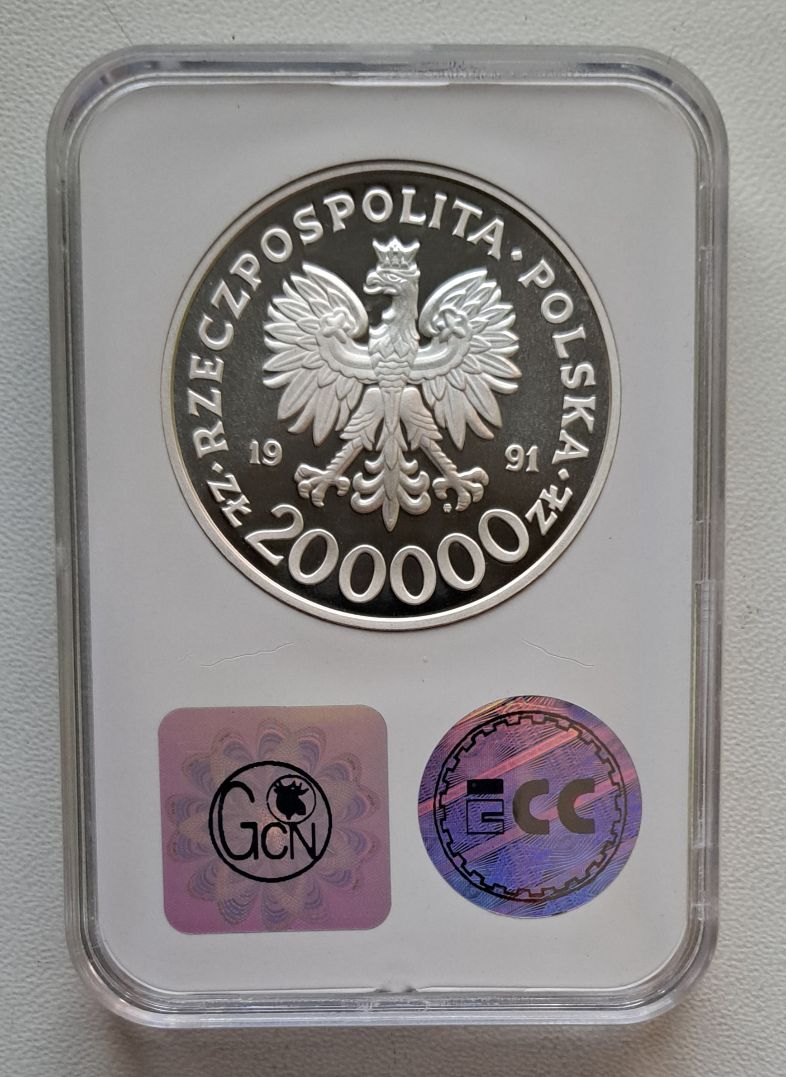 · RZECZPOSPOLITA · POLSKA ·
19 91
ZŁ 200000 ZŁ
GCN
ECC